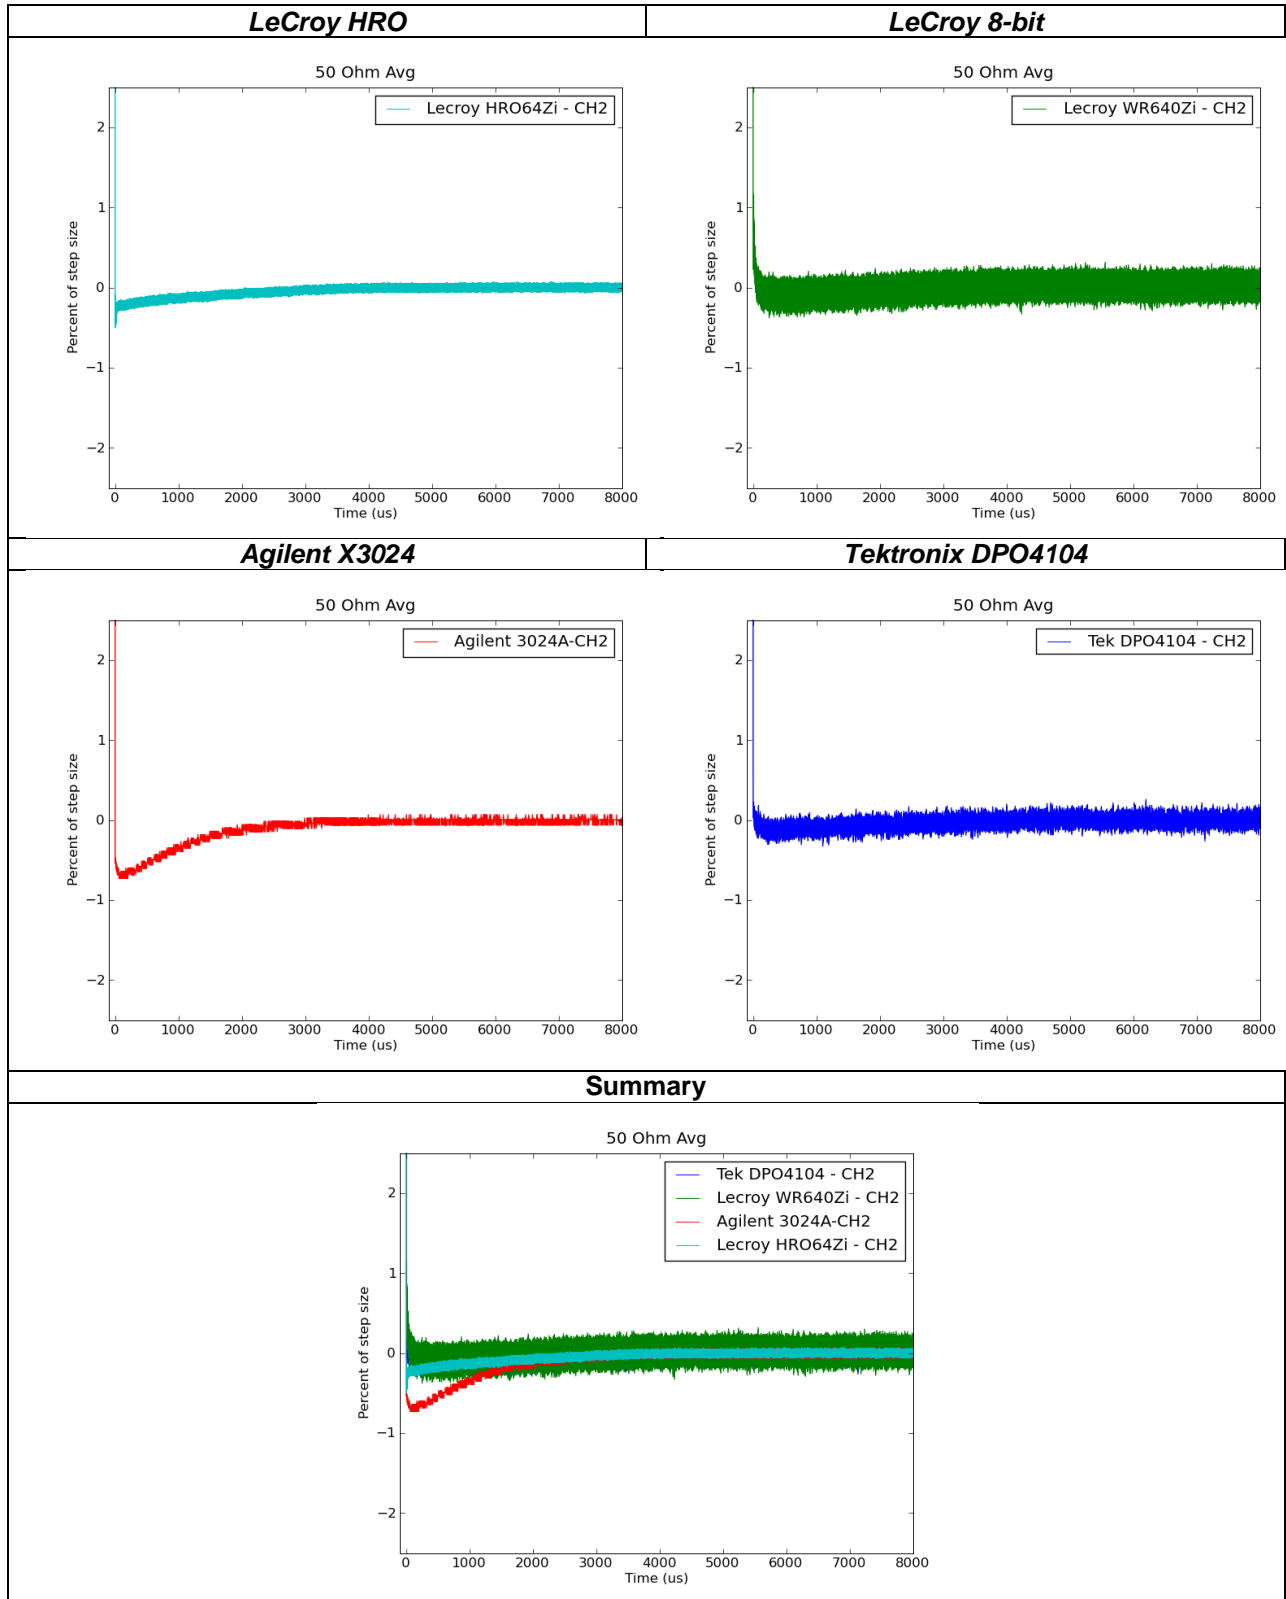 LeCroy HRO
LeCroy 8-bit
50 Ohm Avg
Lecroy HRO64Zi - CH2
2
1
0
−1
−2
Percent of step size
0 1000 2000 3000 4000 5000 6000 7000 8000
Time (us)
50 Ohm Avg
Lecroy WR640Zi - CH2
2
1
0
−1
−2
Percent of step size
0 1000 2000 3000 4000 5000 6000 7000 8000
Time (us)
Agilent X3024
Tektronix DPO4104
50 Ohm Avg
Agilent 3024A-CH2
2
1
0
−1
−2
Percent of step size
0 1000 2000 3000 4000 5000 6000 7000 8000
Time (us)
50 Ohm Avg
Tek DPO4104 - CH2
2
1
0
−1
−2
Percent of step size
0 1000 2000 3000 4000 5000 6000 7000 8000
Time (us)
Summary
50 Ohm Avg
Tek DPO4104 - CH2
Lecroy WR640Zi - CH2
Agilent 3024A-CH2
Lecroy HRO64Zi - CH2
2
1
0
−1
−2
Percent of step size
0 1000 2000 3000 4000 5000 6000 7000 8000
Time (us)